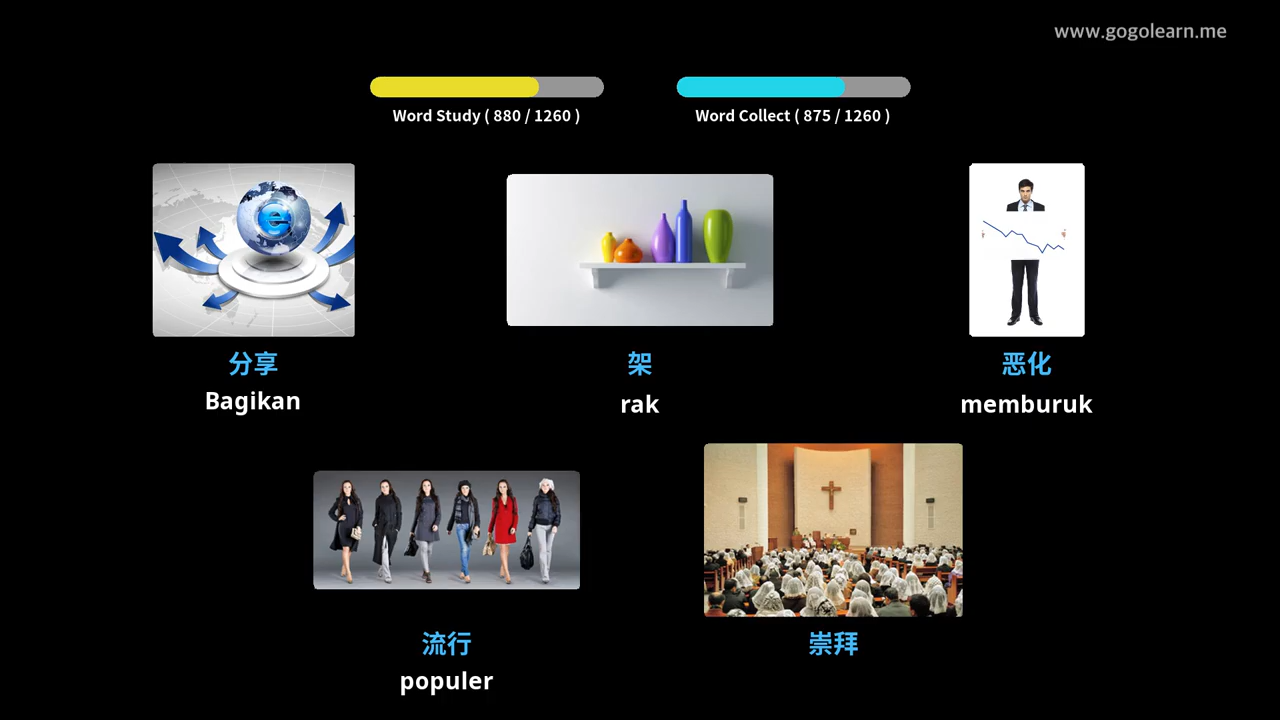 www.gogolearn.me
Word Study ( 880 / 1260 )
Word Collect ( 875 / 1260 )
e
分享
Bagikan
架
rak
恶化
memburuk
流行
populer
崇拜